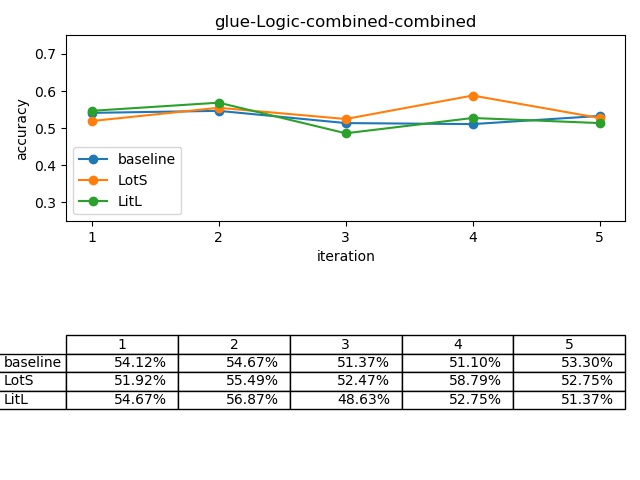 glue-Logic-combined-combined
0.7
0.6
0.5
0.4
0.3
accuracy
baseline
LotS
LitL
1 2 3 4 5
iteration
1 2 3 4 5
baseline 54.12% 54.67% 51.37% 51.10% 53.30%
LotS 51.92% 55.49% 52.47% 58.79% 52.75%
LitL 54.67% 56.87% 48.63% 52.75% 51.37%